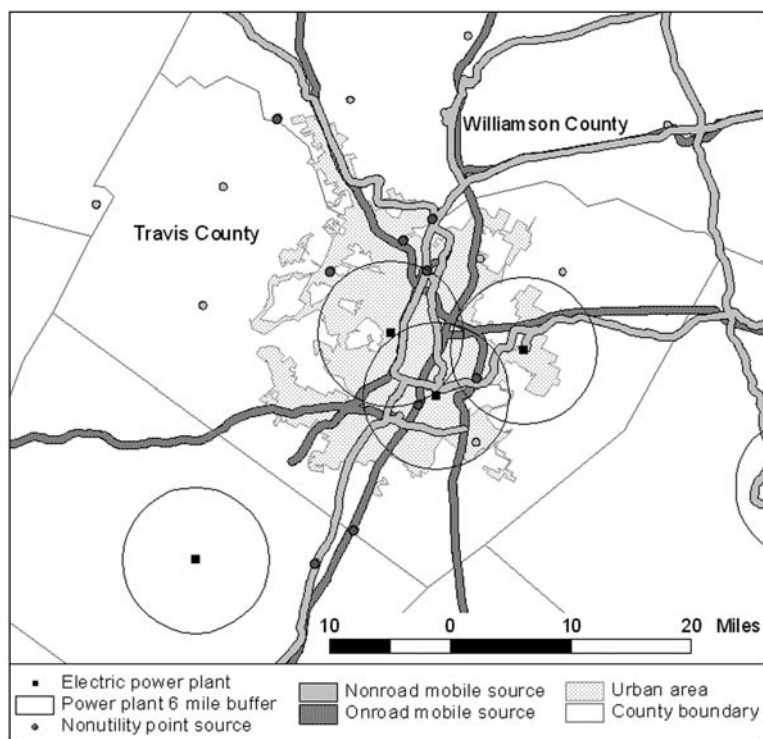 Williamson County
Travis County
10 0 10 20 Miles
Electric power plant
Power plant 6 mile buffer
Nonutility point source
Nonroad mobile source
Onroad mobile source
Urban area
County boundary